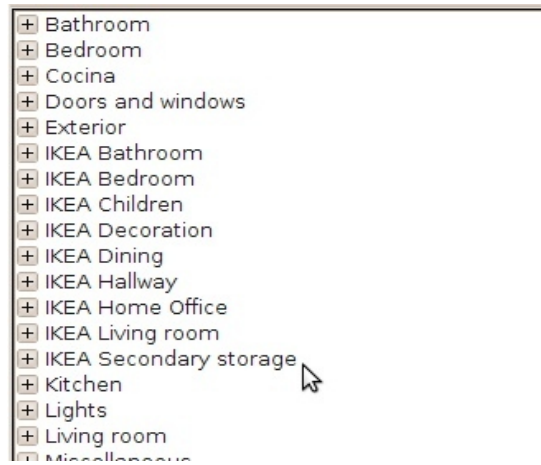 Bathroom
Bedroom
Cocina
Doors and windows
Exterior
IKEA Bathroom
IKEA Bedroom
IKEA Children
IKEA Decoration
IKEA Dining
IKEA Hallway
IKEA Home Office
IKEA Living room
IKEA Secondary storage
Kitchen
Lights
Living room
Miscellaneous